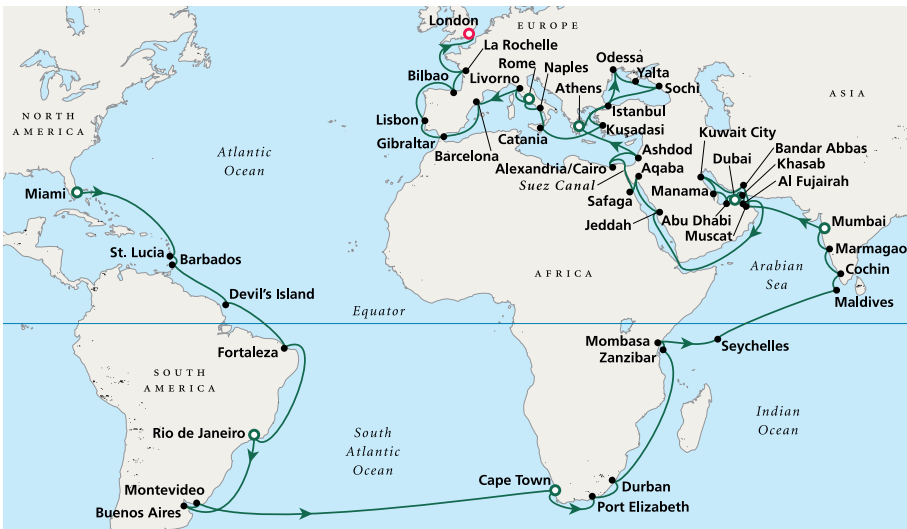 London
EUROPE
La Rochelle
Rome
Bilbao
Livorno
Naples
Odessa
Yalta
Athens
Sochi
ASIA
NORTH
AMERICA
Lisbon
Istanbul
Kuşadasi
Gibraltar
Catania
Kuwait City
Barcelona
Ashdod
Bandar Abbas
Atlantic
Ocean
Dubai
Khasab
Alexandria/Cairo
Aqaba
Al Fujairah
Suez Canal
Manama
Miami
Safaga
Jeddah
Abu Dhabi
Mumbai
Muscat
St. Lucia
Barbados
Marmagao
Arabian
Sea
Cochin
AFRICA
Devil's Island
Maldives
Equator
Fortaleza
Mombasa
Zanzibar
Seychelles
SOUTH
AMERICA
Indian
Ocean
Rio de Janeiro
South
Atlantic
Ocean
Cape Town
Montevideo
Durban
Buenos Aires
Port Elizabeth